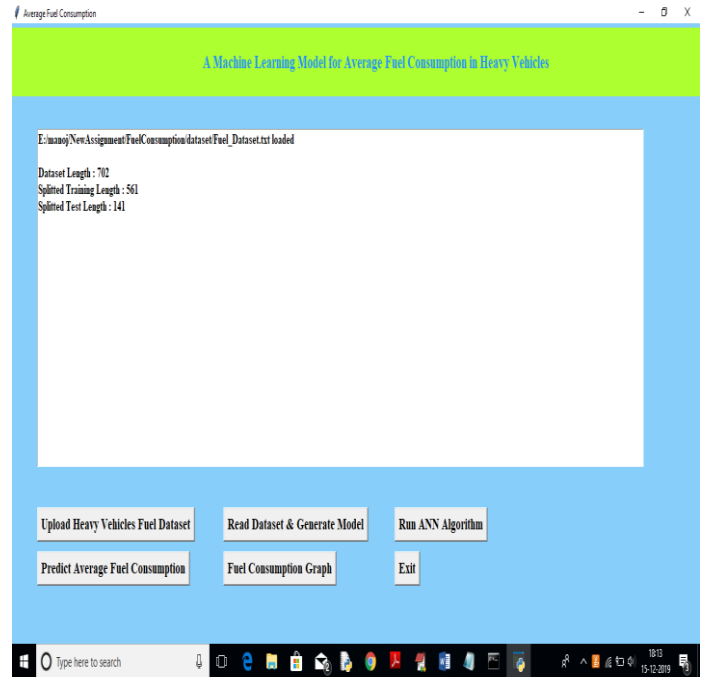 Average Fuel Consumption
A Machine Learning Model for Average Fuel Consumption in Heavy Vehicles
E:/manoj/NewAssignment/FuelConsumption/dataset/Fuel_Dataset.txt loaded
Dataset Length : 702
Splitted Training Length : 561
Splitted Test Length : 141
Upload Heavy Vehicles Fuel Dataset
Read Dataset & Generate Model
Run ANN Algorithm
Predict Average Fuel Consumption
Fuel Consumption Graph
Exit
Type here to search
18:13
15-12-2019